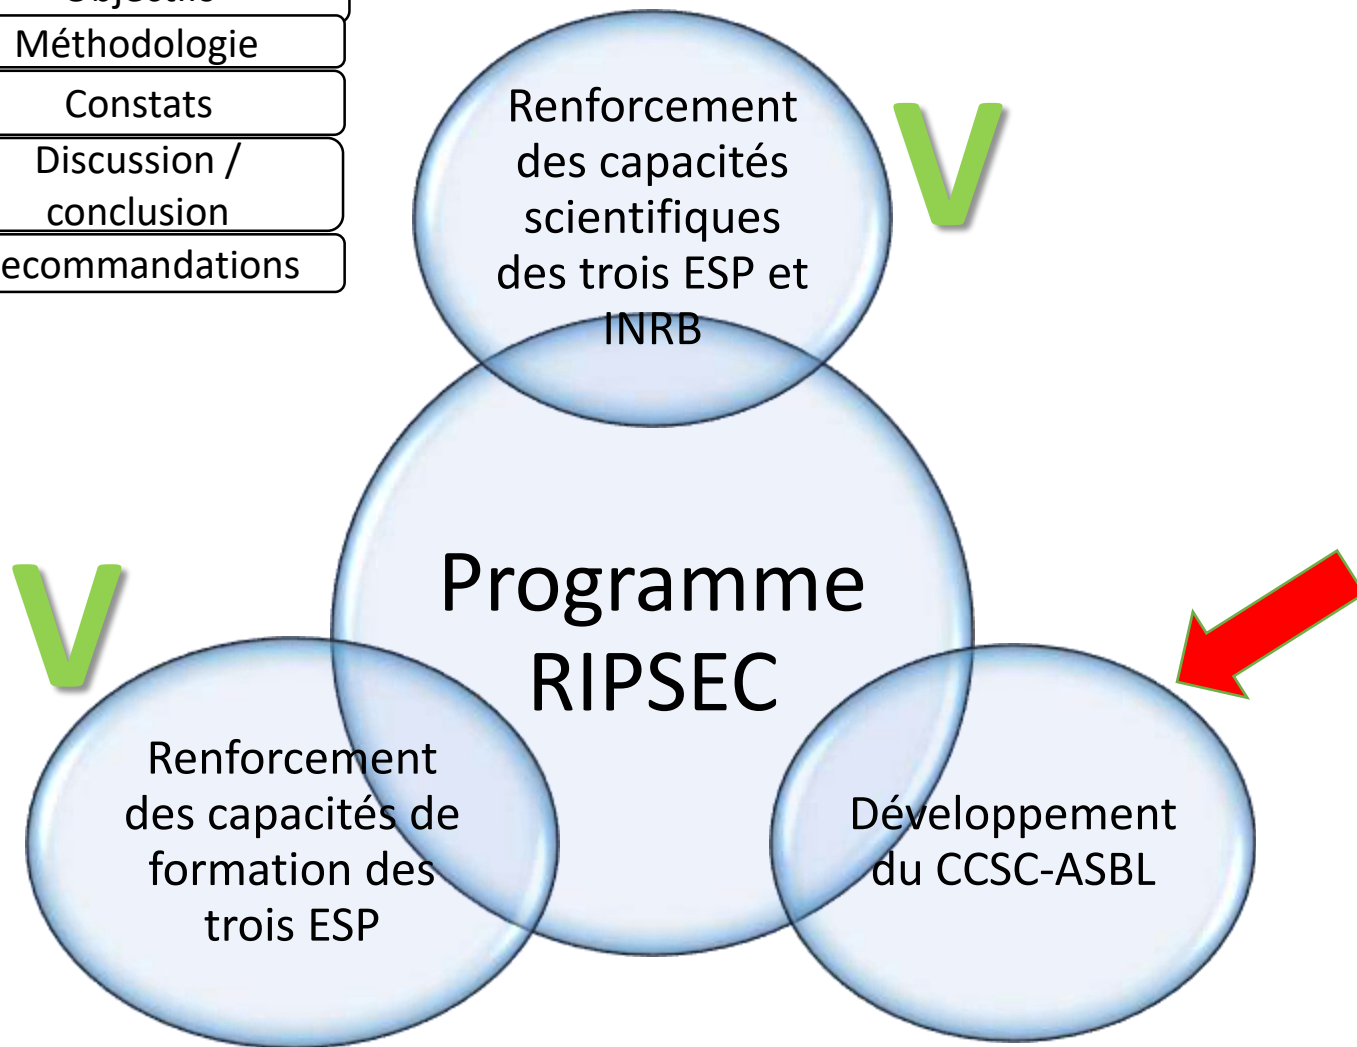 Méthodologie
Constats
Discussion /
conclusion
ecommandations
Renforcement
des capacités
scientifiques
des trois ESP et
INRB
V
Programme
RIPSEC
V
Renforcement
des capacités de
formation des
trois ESP
Développement
du CCSC-ASBL